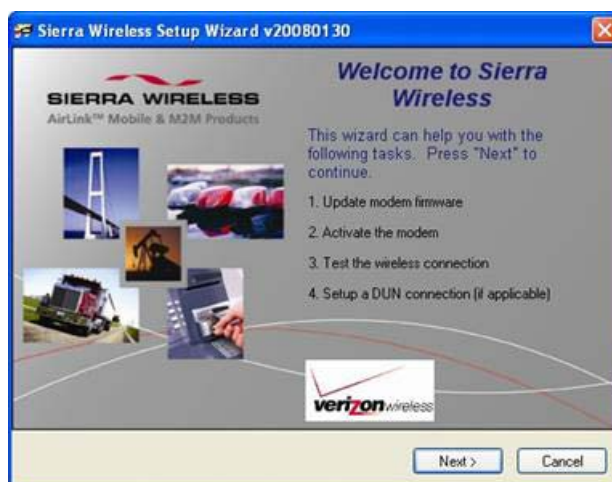 Sierra Wireless Setup Wizard v20080130
SIERRA WIRELESS
AirLink™ Mobile & M2M Products
Welcome to Sierra
Wireless
This wizard can help you with the
following tasks. Press "Next" to
continue.
1. Update modem firmware
2. Activate the modem
3. Test the wireless connection
4. Setup a DUN connection (if applicable)
verizon wireless
Next >
Cancel